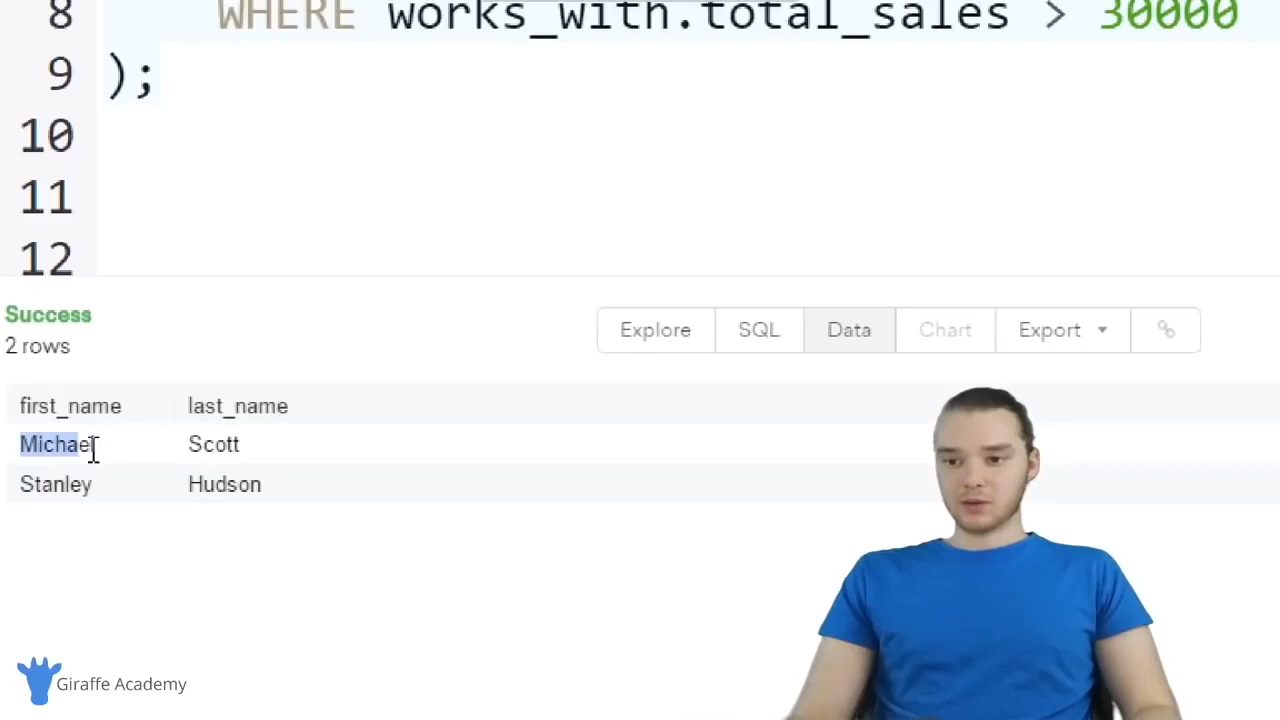 8 WHERE works_with.total_sales > 30000
9 );
10
11
12
Success
2 rows
Explore SQL Data Chart Export
first_name last_name
Michael Scott
Stanley Hudson
Giraffe Academy